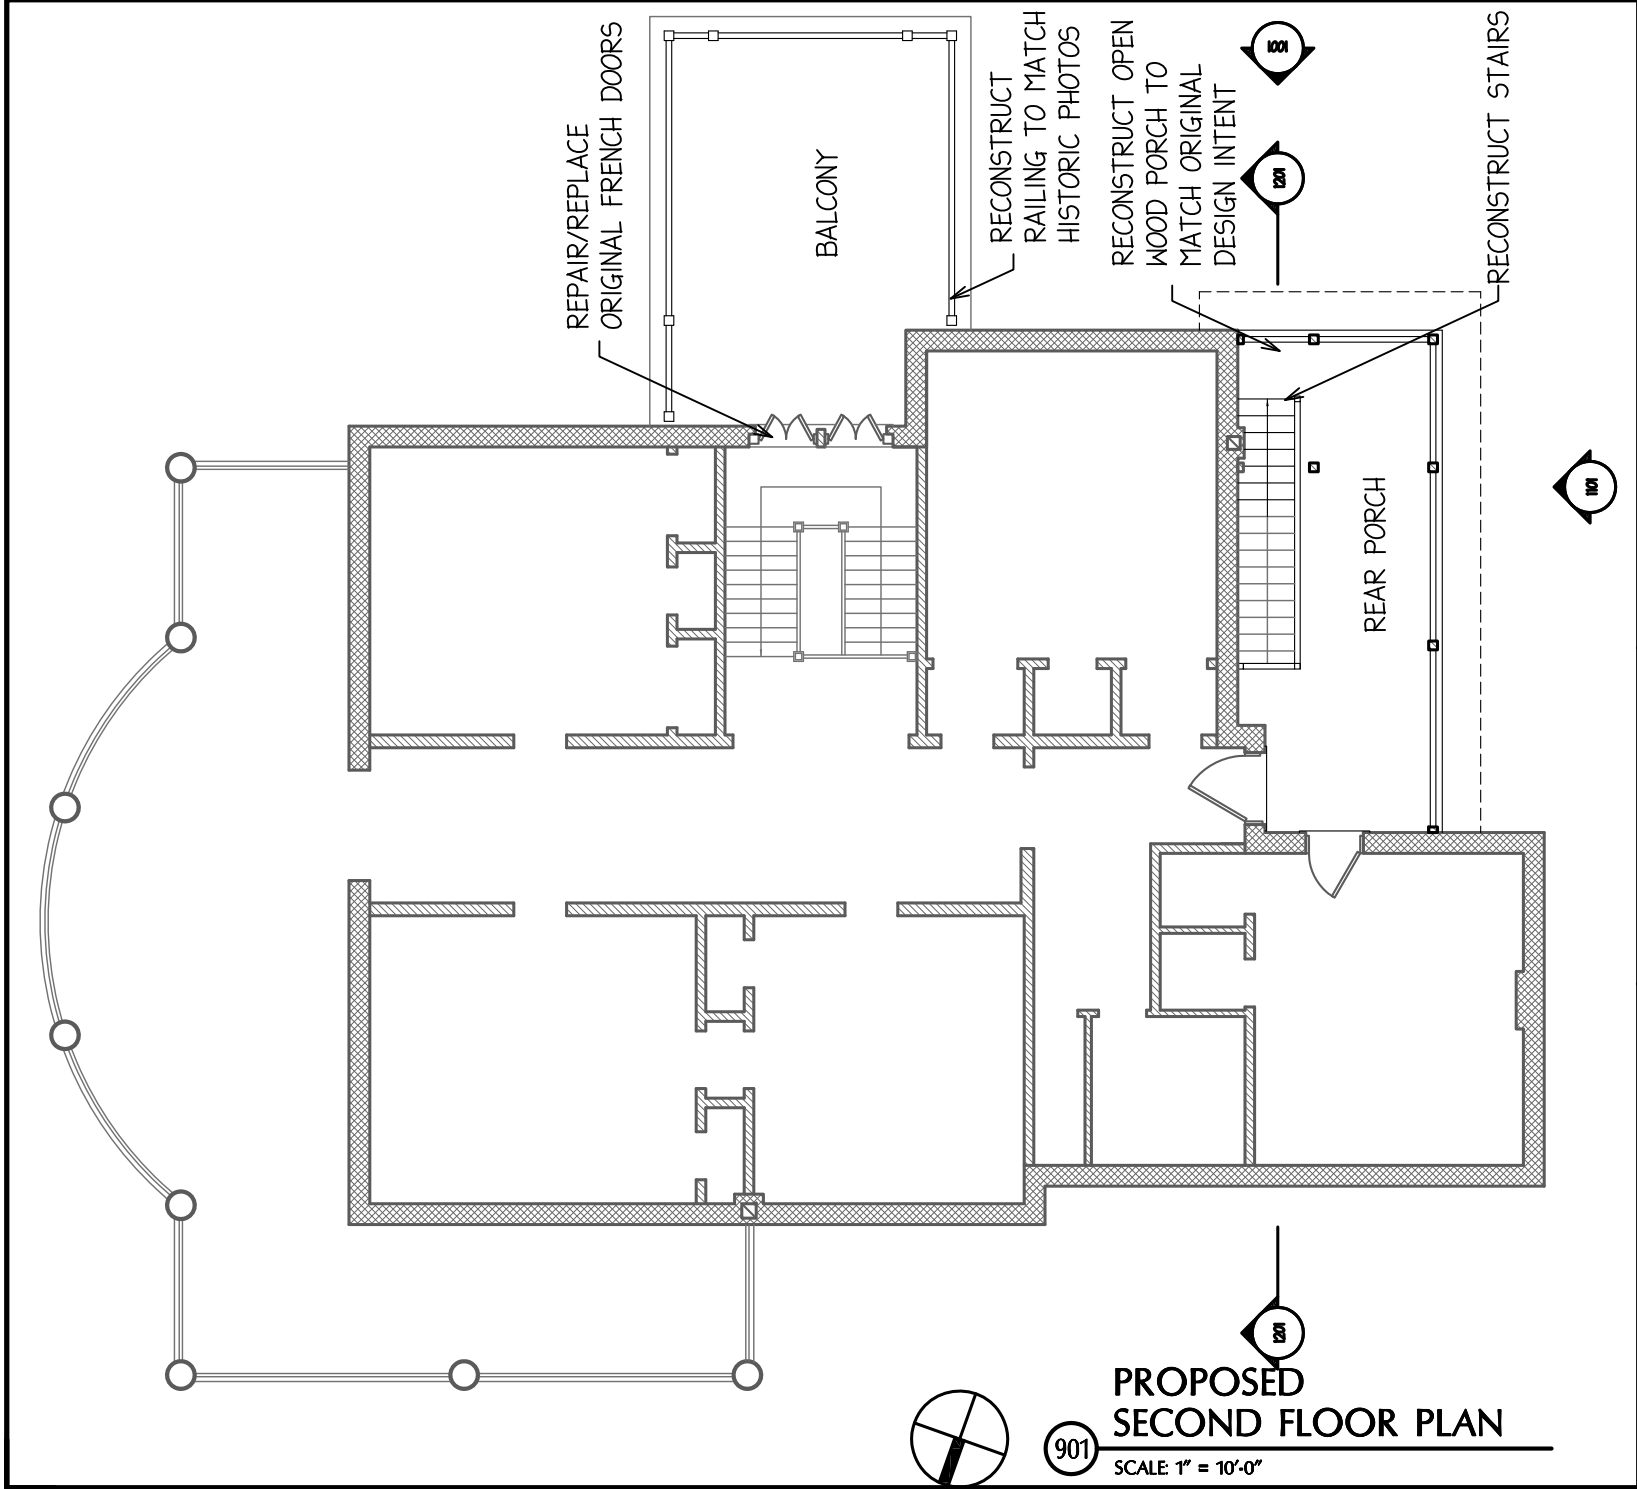 REPAIR/REPLACE
ORIGINAL FRENCH DOORS
BALCONY
RECONSTRUCT
RAILING TO MATCH
HISTORIC PHOTOS
RECONSTRUCT OPEN
WOOD PORCH TO
MATCH ORIGINAL
DESIGN INTENT
RECONSTRUCT STAIRS
1001
1201
1101
REAR PORCH
1201
PROPOSED
SECOND FLOOR PLAN
901
SCALE: 1" = 10'-0"